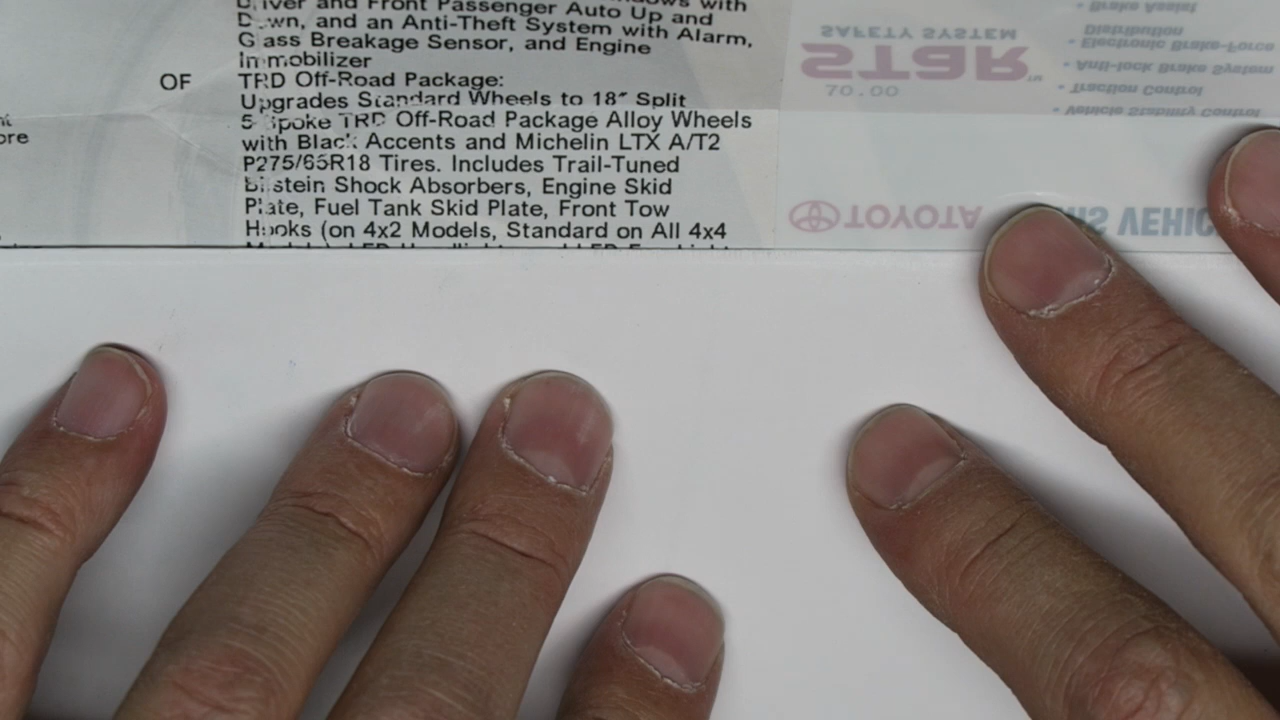 Driver and Front Passenger Auto Up and
Down, and an Anti-Theft System with Alarm,
Glass Breakage Sensor, and Engine
Immobilizer
OF TRD Off-Road Package:
Upgrades Standard Wheels to 18" Split
5-Spoke TRD Off-Road Package Alloy Wheels
with Black Accents and Michelin LTX A/T2
P275/65R18 Tires. Includes Trail-Tuned
Bilstein Shock Absorbers, Engine Skid
Plate, Fuel Tank Skid Plate, Front Tow
Hooks (on 4x2 Models, Standard on All 4x4
• Brake Assist
Distribution
• Electronic Brake-Force
• Anti-lock Brake System
• Traction Control
• Vehicle Stability Control
SAFETY SYSTEM
STAR™
70.00
TOYOTA